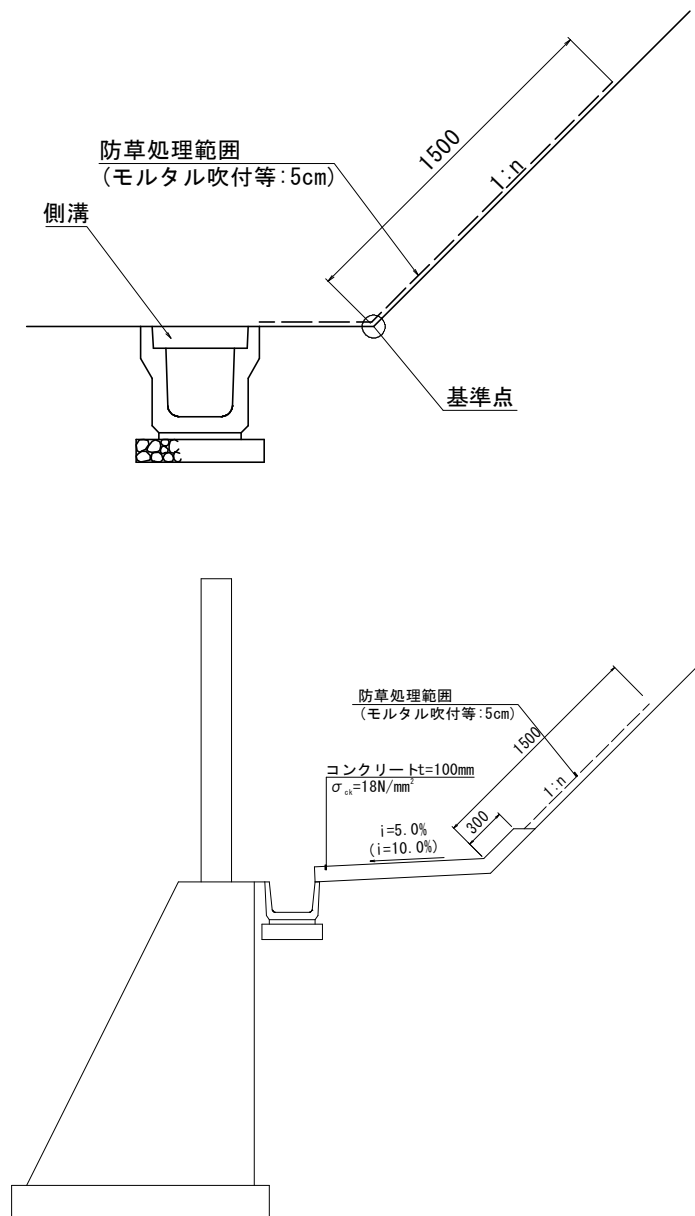 1500
防草処理範囲
(モルタル吹付等:5cm)
1:n
側溝
基準点
防草処理範囲
(モルタル吹付等:5cm)
1500
コンクリートt=100mm
σck=18N/mm²
1:n
300
i=5.0%
(i=10.0%)